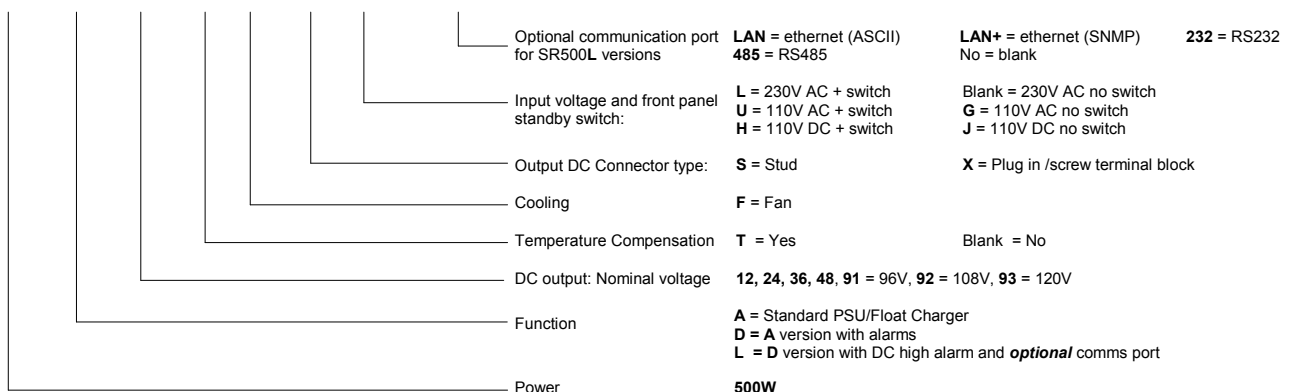 Optional communication port LAN = ethernet (ASCII) LAN+ = ethernet (SNMP) 232 = RS232
for SR500L versions 485 = RS485 No = blank
Input voltage and front panel L = 230V AC + switch Blank = 230V AC no switch
standby switch: U = 110V AC + switch G = 110V AC no switch
H = 110V DC + switch J = 110V DC no switch
Output DC Connector type: S = Stud X = Plug in /screw terminal block
Cooling F = Fan
Temperature Compensation T = Yes Blank = No
DC output: Nominal voltage 12, 24, 36, 48, 91 = 96V, 92 = 108V, 93 = 120V
Function A = Standard PSU/Float Charger
D = A version with alarms
L = D version with DC high alarm and optional comms port
Power 500W